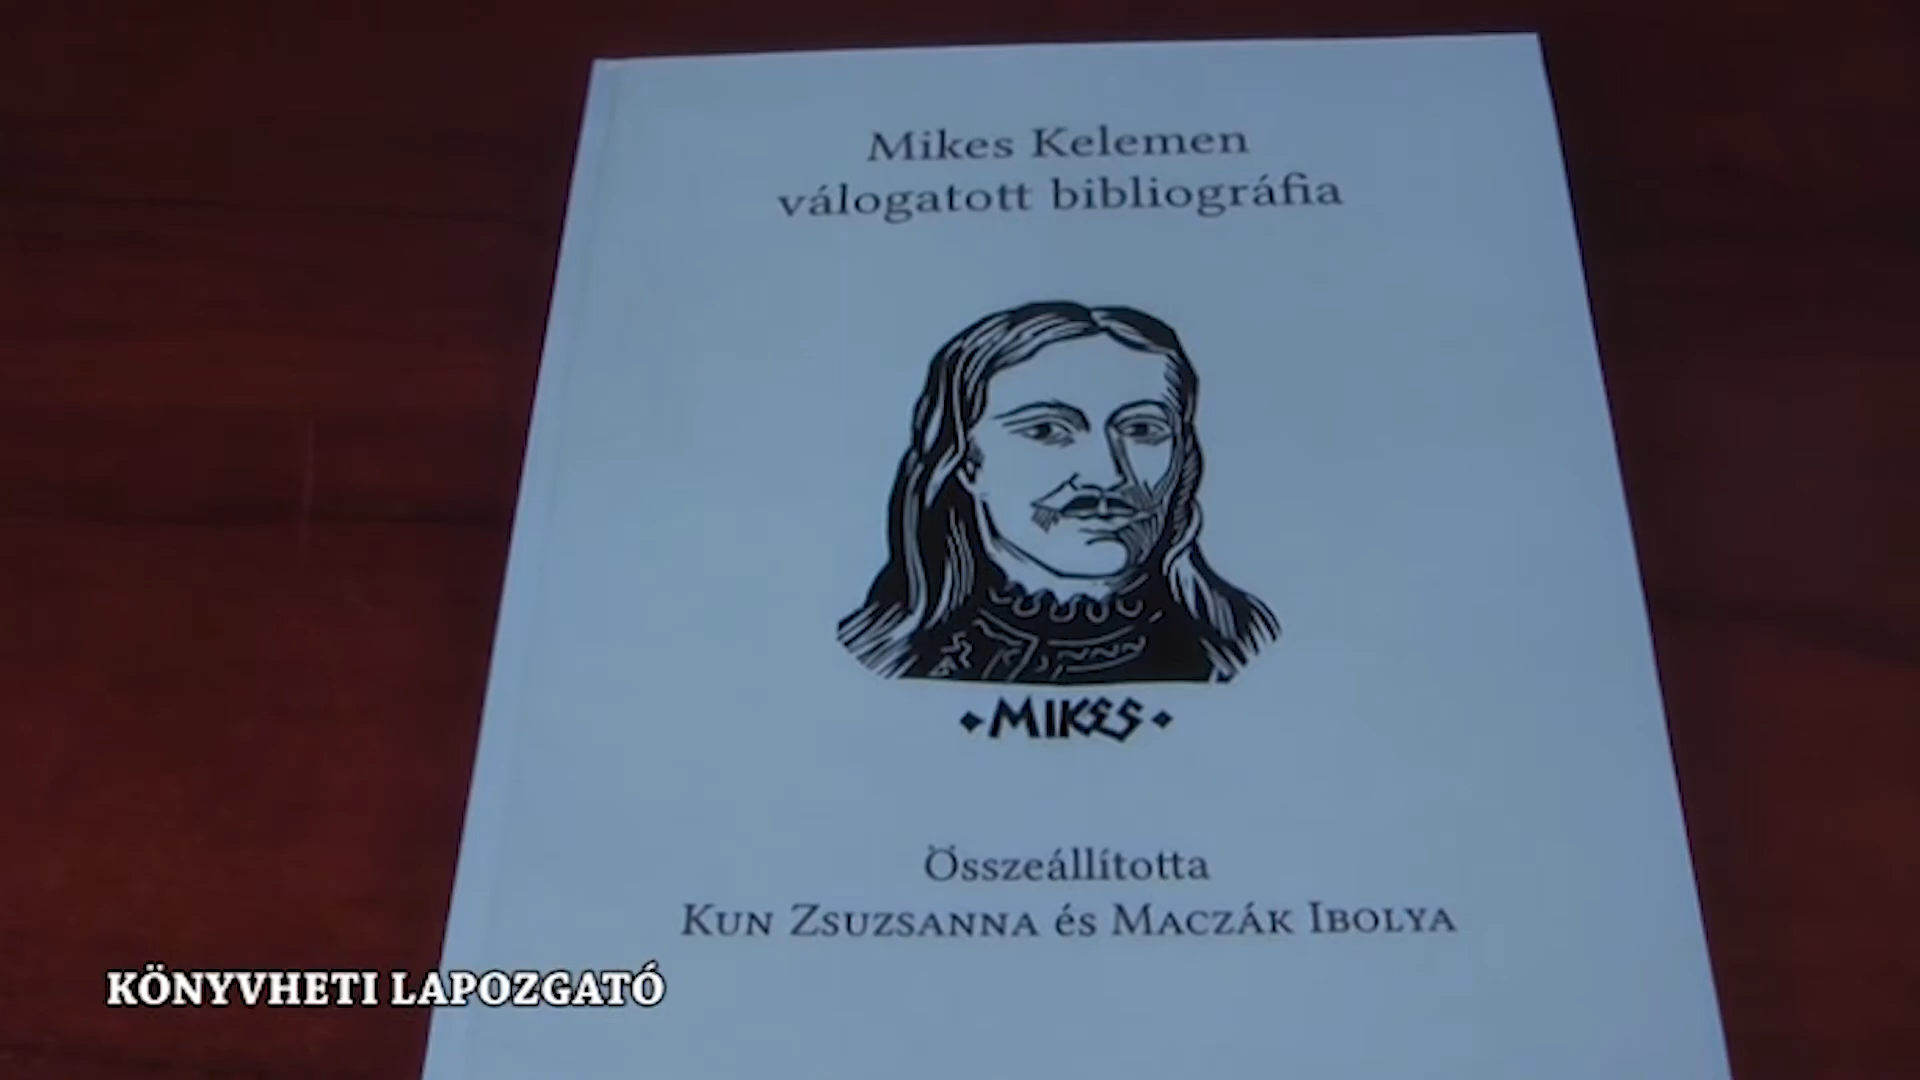 Mikes Kelemen
válogatott bibliográfia
MIKES
Összeállította
KUN ZSUZSANNA és MACZÁK IBOLYA
KÖNYVHETI LAPOZGATÓ